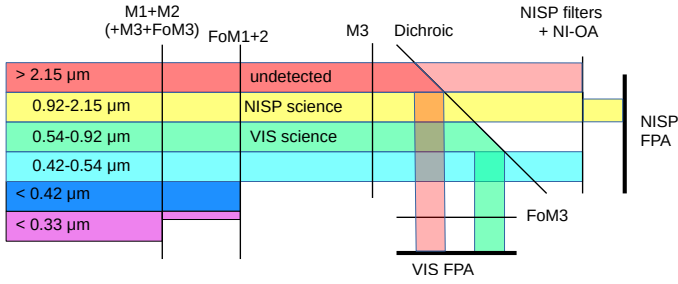 M1+M2
(+M3+FoM3)
FoM1+2
M3
Dichroic
NISP filters
+ NI-OA
> 2.15 µm
undetected
0.92-2.15 µm
NISP science
0.54-0.92 µm
VIS science
0.42-0.54 µm
< 0.42 µm
< 0.33 µm
NISP
FPA
FoM3
VIS FPA